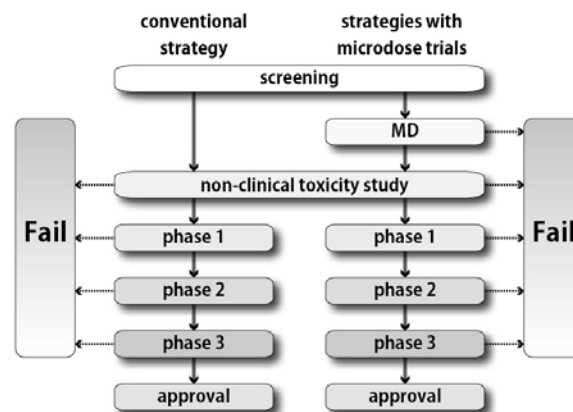 conventional
strategy
strategies with
microdose trials
screening
MD
non-clinical toxicity study
Fail
phase 1
phase 1
Fail
phase 2
phase 2
phase 3
phase 3
approval
approval